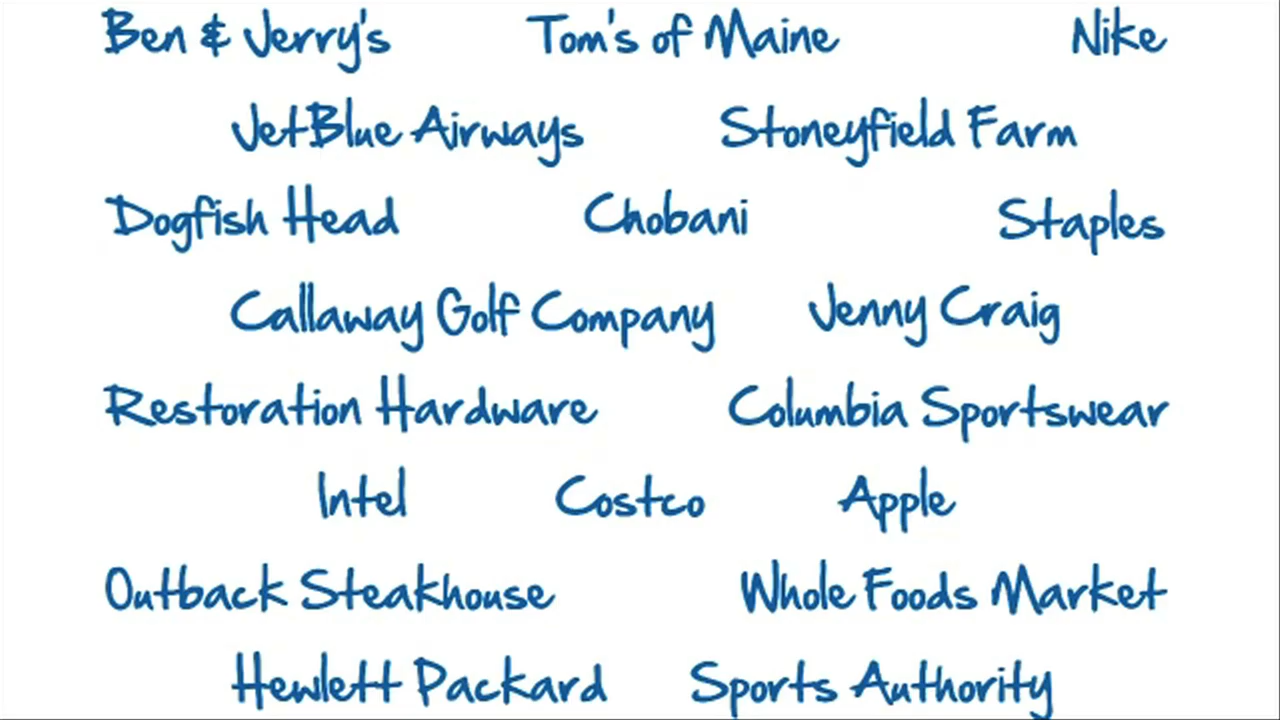 Ben & Jerry's Tom's of Maine Nike
JetBlue Airways Stoneyfield Farm
Dogfish Head Chobani Staples
Callaway Golf Company Jenny Craig
Restoration Hardware Columbia Sportswear
Intel Costco Apple
Outback Steakhouse Whole Foods Market
Hewlett Packard Sports Authority